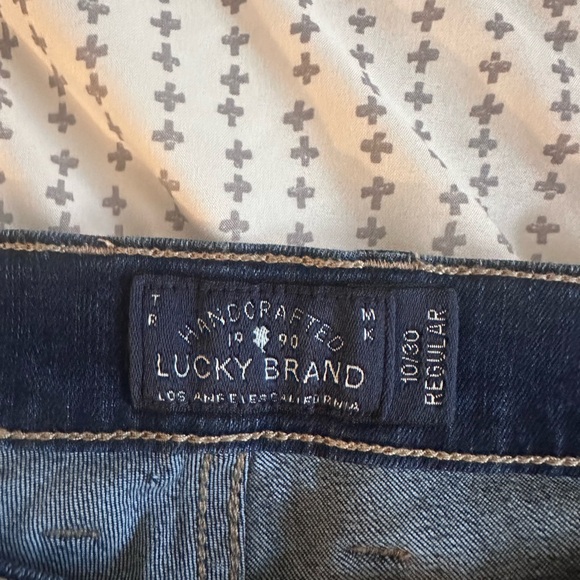 TR
MK
HANDCRAFTED
19 90
LUCKY BRAND
LOS ANGELES CALIFORNIA
10/30
REGULAR